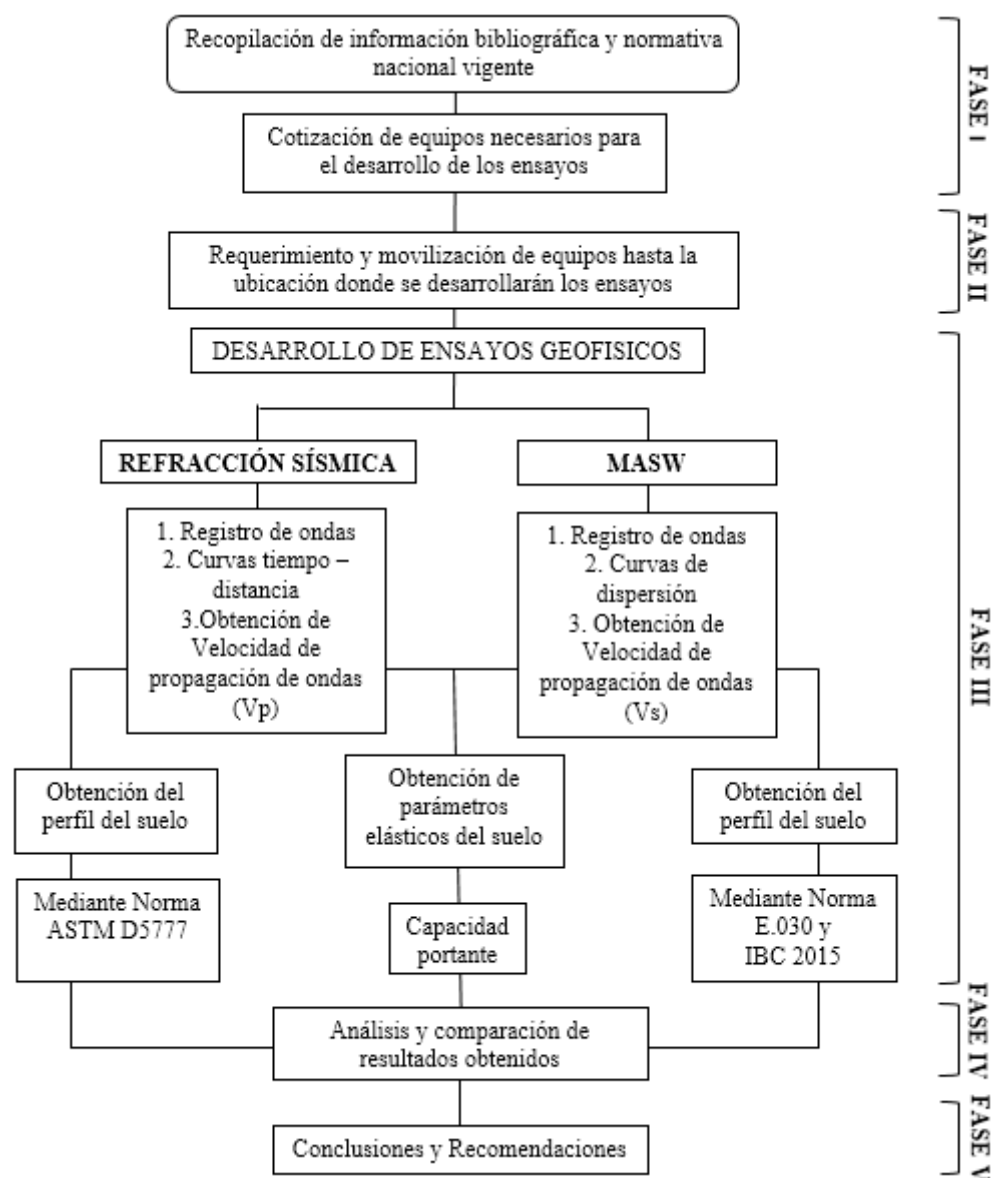 Recopilación de información bibliográfica y normativa
nacional vigente
Cotización de equipos necesarios para
el desarrollo de los ensayos
FASE I
Requerimiento y movilización de equipos hasta la
ubicación donde se desarrollarán los ensayos
FASE II
DESARROLLO DE ENSAYOS GEOFISICOS
REFRACCIÓN SÍSMICA
1. Registro de ondas
2. Curvas tiempo –
distancia
3.Obtención de
Velocidad de
propagación de ondas
(Vp)
MASW
1. Registro de ondas
2. Curvas de
dispersión
3. Obtención de
Velocidad de
propagación de ondas
(Vs)
Obtención del
perfil del suelo
Mediante Norma
ASTM D5777
Obtención de
parámetros
elásticos del suelo
Capacidad
portante
Obtención del
perfil del suelo
Mediante Norma
E.030 y
IBC 2015
FASE III
Análisis y comparación de
resultados obtenidos
FASE IV
Conclusiones y Recomendaciones
FASE V